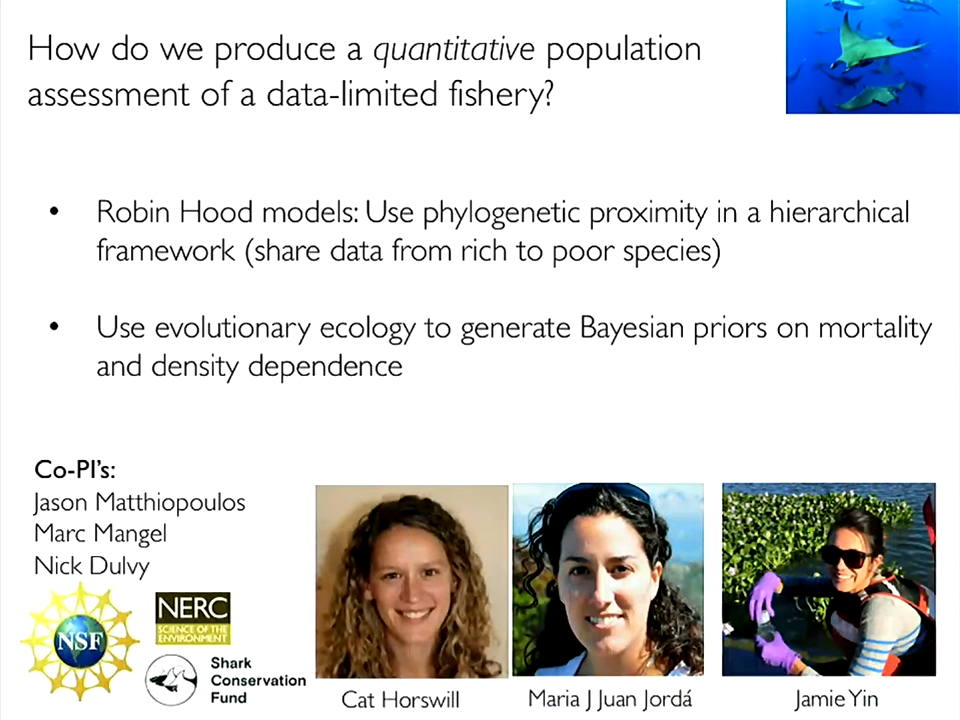 How do we produce a quantitative population
assessment of a data-limited fishery?
• Robin Hood models: Use phylogenetic proximity in a hierarchical
framework (share data from rich to poor species)
• Use evolutionary ecology to generate Bayesian priors on mortality
and density dependence
Co-PI's:
Jason Matthiopoulos
Marc Mangel
Nick Dulvy
NSF
NERC
SCIENCE OF THE
ENVIRONMENT
Shark
Conservation
Fund
Cat Horswill
Maria J Juan Jordá
Jamie Yin